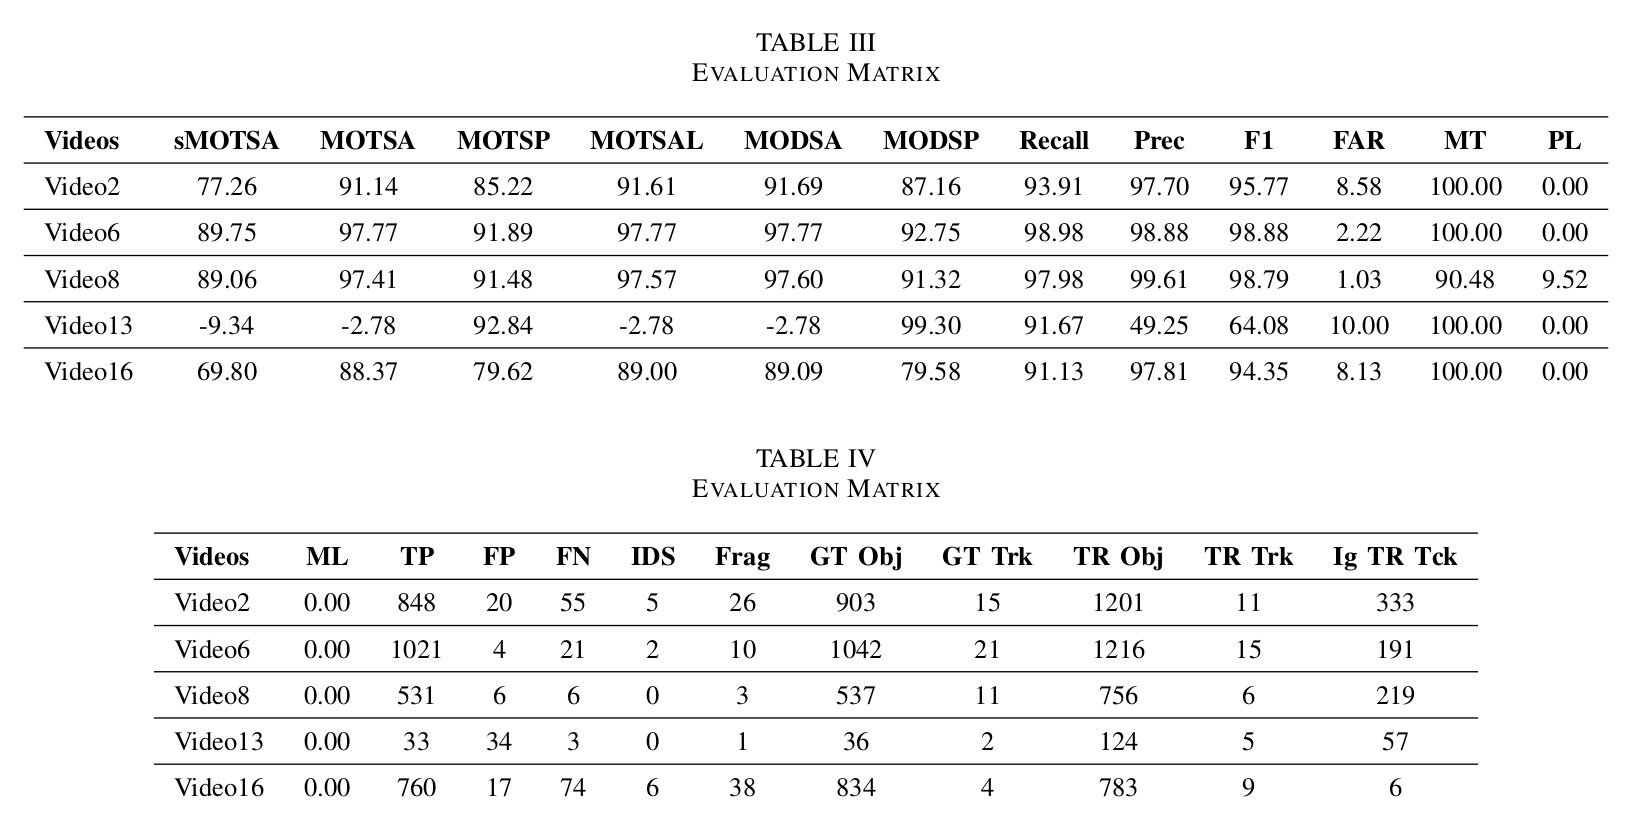 TABLE III
EVALUATION MATRIX
Videos sMOTSA MOTSA MOTSP MOTSAL MODSA MODSP Recall Prec F1 FAR MT PL
Video2 77.26 91.14 85.22 91.61 91.69 87.16 93.91 97.70 95.77 8.58 100.00 0.00
Video6 89.75 97.77 91.89 97.77 97.77 92.75 98.98 98.88 98.88 2.22 100.00 0.00
Video8 89.06 97.41 91.48 97.57 97.60 91.32 97.98 99.61 98.79 1.03 90.48 9.52
Video13 -9.34 -2.78 92.84 -2.78 -2.78 99.30 91.67 49.25 64.08 10.00 100.00 0.00
Video16 69.80 88.37 79.62 89.00 89.09 79.58 91.13 97.81 94.35 8.13 100.00 0.00
TABLE IV
EVALUATION MATRIX
Videos ML TP FP FN IDS Frag GT Obj GT Trk TR Obj TR Trk Ig TR Tck
Video2 0.00 848 20 55 5 26 903 15 1201 11 333
Video6 0.00 1021 4 21 2 10 1042 21 1216 15 191
Video8 0.00 531 6 6 0 3 537 11 756 6 219
Video13 0.00 33 34 3 0 1 36 2 124 5 57
Video16 0.00 760 17 74 6 38 834 4 783 9 6